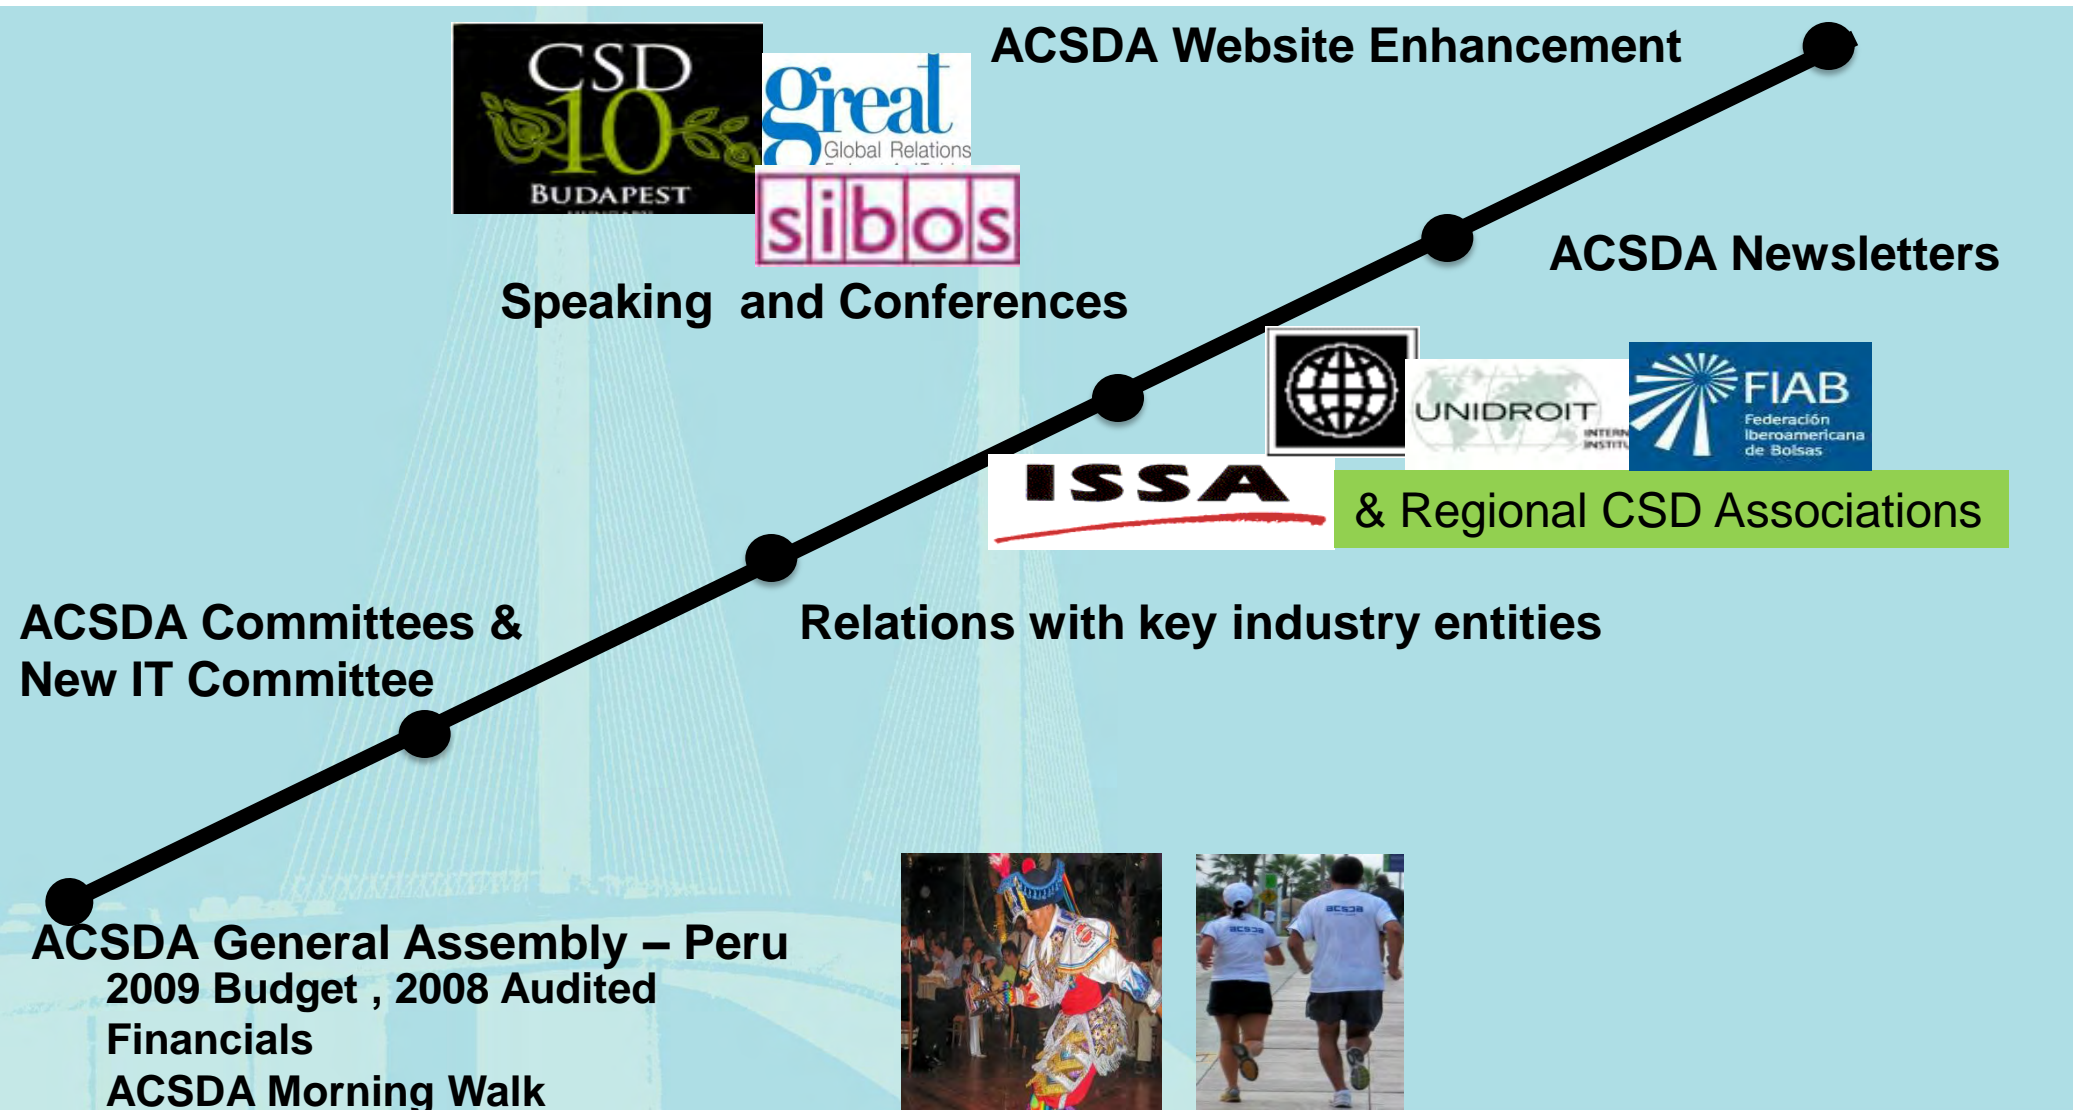 CSD
10
BUDAPEST
great
Global Relations
sibos
ACSDA Website Enhancement
ACSDA Newsletters
Speaking  and Conferences
UNIDROIT
FIAB
Federación
Iberoamericana
de Bolsas
ISSA
& Regional CSD Associations
ACSDA Committees &
New IT Committee
Relations with key industry entities
ACSDA General Assembly – Peru
2009 Budget , 2008 Audited
Financials
ACSDA Morning Walk
acsda
acsda